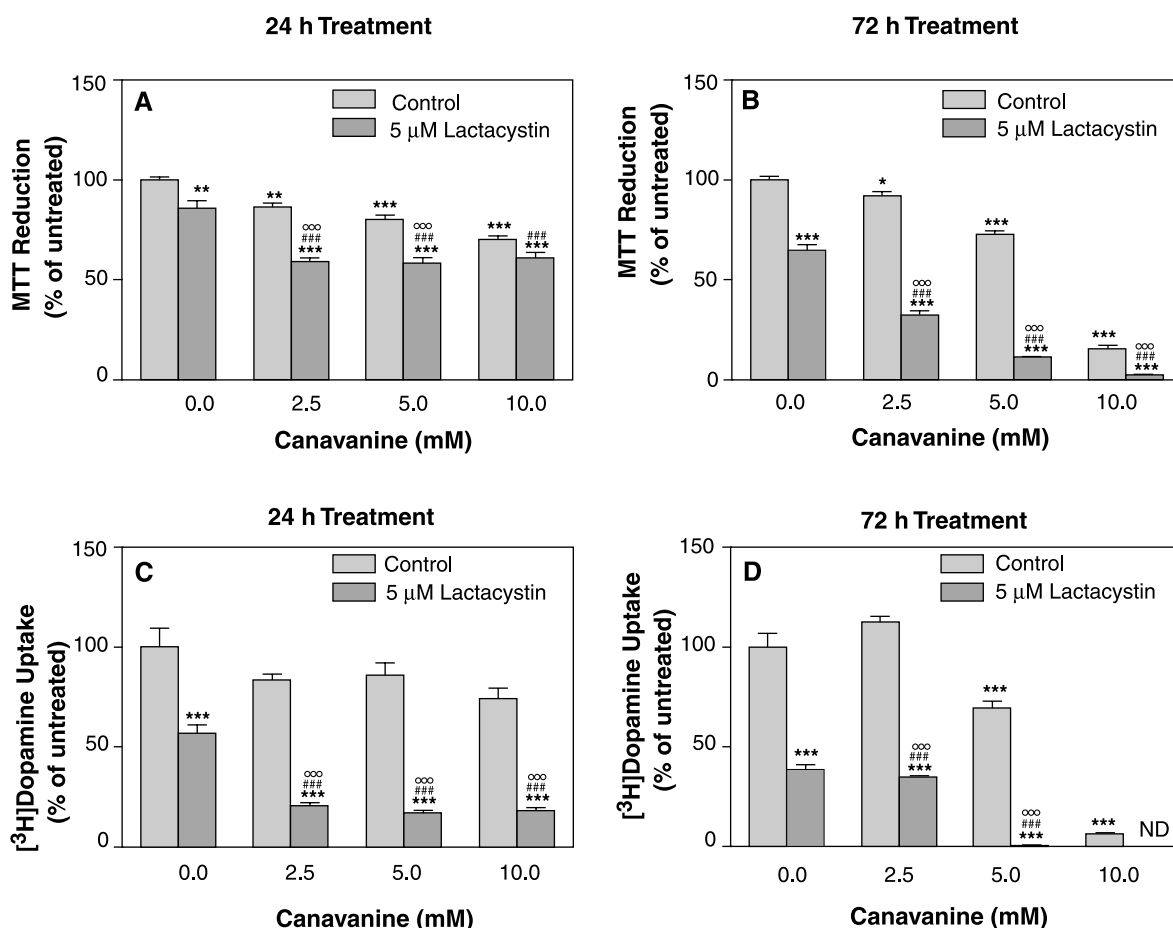 24 h Treatment
MTT Reduction
(% of untreated)
150
100
50
0
A
Control
5 μM Lactacystin
**
**
°°°
###
***
***
°°°
###
***
***
###
***
0.0 2.5 5.0 10.0
Canavanine (mM)
72 h Treatment
MTT Reduction
(% of untreated)
150
100
50
0
B
Control
5 μM Lactacystin
***
*
°°°
###
***
***
°°°
###
***
***
°°°
###
***
0.0 2.5 5.0 10.0
Canavanine (mM)
24 h Treatment
[³H]Dopamine Uptake
(% of untreated)
150
100
50
0
C
Control
5 μM Lactacystin
***
°°°
###
***
°°°
###
***
°°°
###
***
0.0 2.5 5.0 10.0
Canavanine (mM)
72 h Treatment
[³H]Dopamine Uptake
(% of untreated)
150
100
50
0
D
Control
5 μM Lactacystin
***
°°°
###
***
***
°°°
###
***
***
ND
0.0 2.5 5.0 10.0
Canavanine (mM)